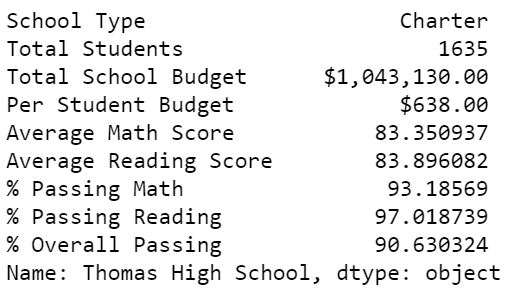 School Type Charter
Total Students 1635
Total School Budget $1,043,130.00
Per Student Budget $638.00
Average Math Score 83.350937
Average Reading Score 83.896082
% Passing Math 93.18569
% Passing Reading 97.018739
% Overall Passing 90.630324
Name: Thomas High School, dtype: object